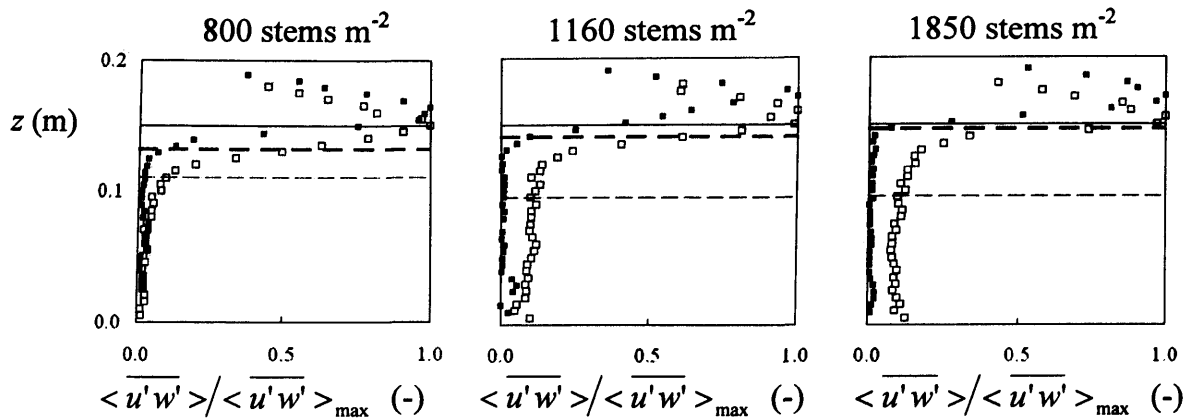 800 stems m⁻²
1160 stems m⁻²
1850 stems m⁻²
0.2
z (m)
0.1
0.0
0.0 0.5 1.0
0.0 0.5 1.0
0.0 0.5 1.0
< u'w' >/< u'w' >max (-)
< u'w' >/< u'w' >max (-)
< u'w' >/< u'w' >max (-)